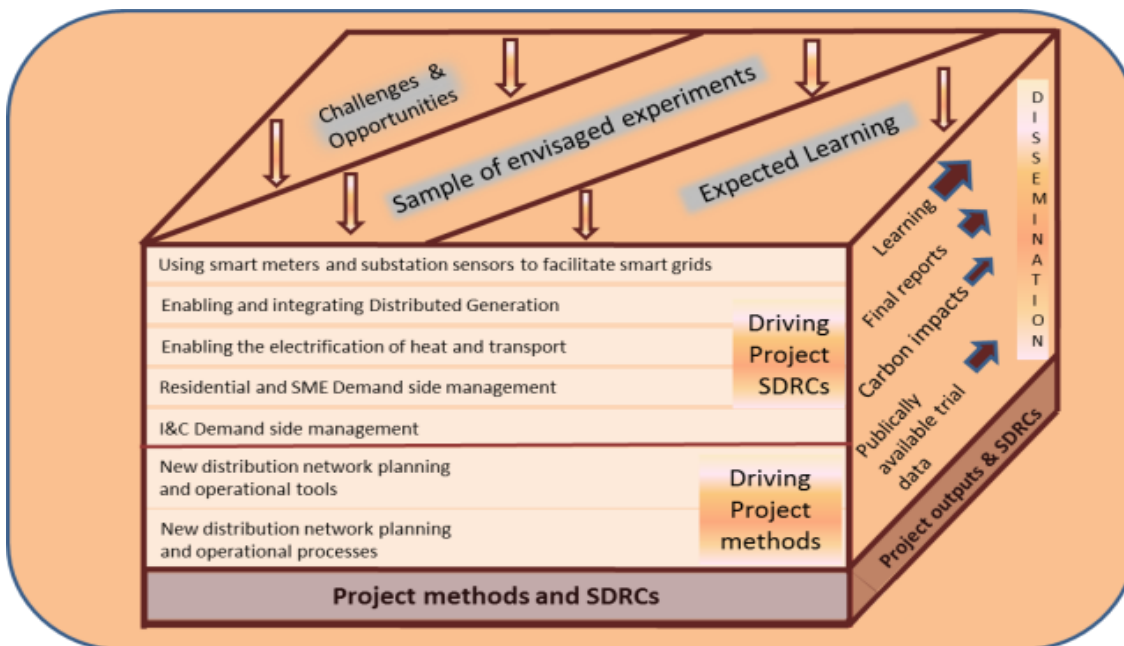 Challenges &
Opportunities
Sample of envisaged experiments
Expected Learning
Using smart meters and substation sensors to facilitate smart grids
Enabling and integrating Distributed Generation
Enabling the electrification of heat and transport
Residential and SME Demand side management
I&C Demand side management
Driving
Project
SDRCs
New distribution network planning
and operational tools
New distribution network planning
and operational processes
Driving
Project
methods
Project methods and SDRCs
Learning
Final reports
Carbon impacts
Publically
available trial
data
DISSEMINATION
Project outputs & SDRCs